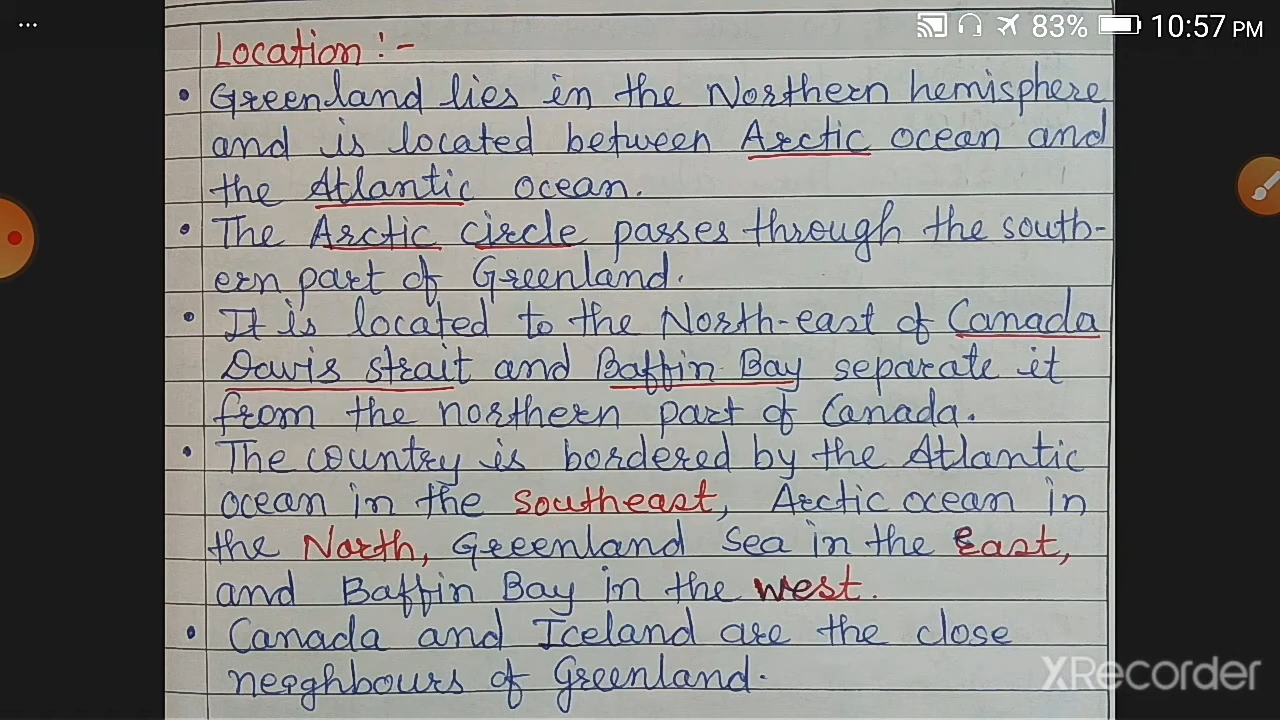 ... 83% 10:57 PM
Location :-
• Greenland lies in the Northern hemisphere
and is located between Arctic ocean and
the Atlantic ocean.
• The Arctic circle passes through the south-
ern part of Greenland.
• It is located to the North-east of Canada
Davis strait and Baffin Bay separate it
from the northern part of Canada.
• The country is bordered by the Atlantic
ocean in the southeast, Arctic ocean in
the North, Greenland Sea in the East,
and Baffin Bay in the west.
• Canada and Iceland are the close
neighbours of Greenland.
XRecorder